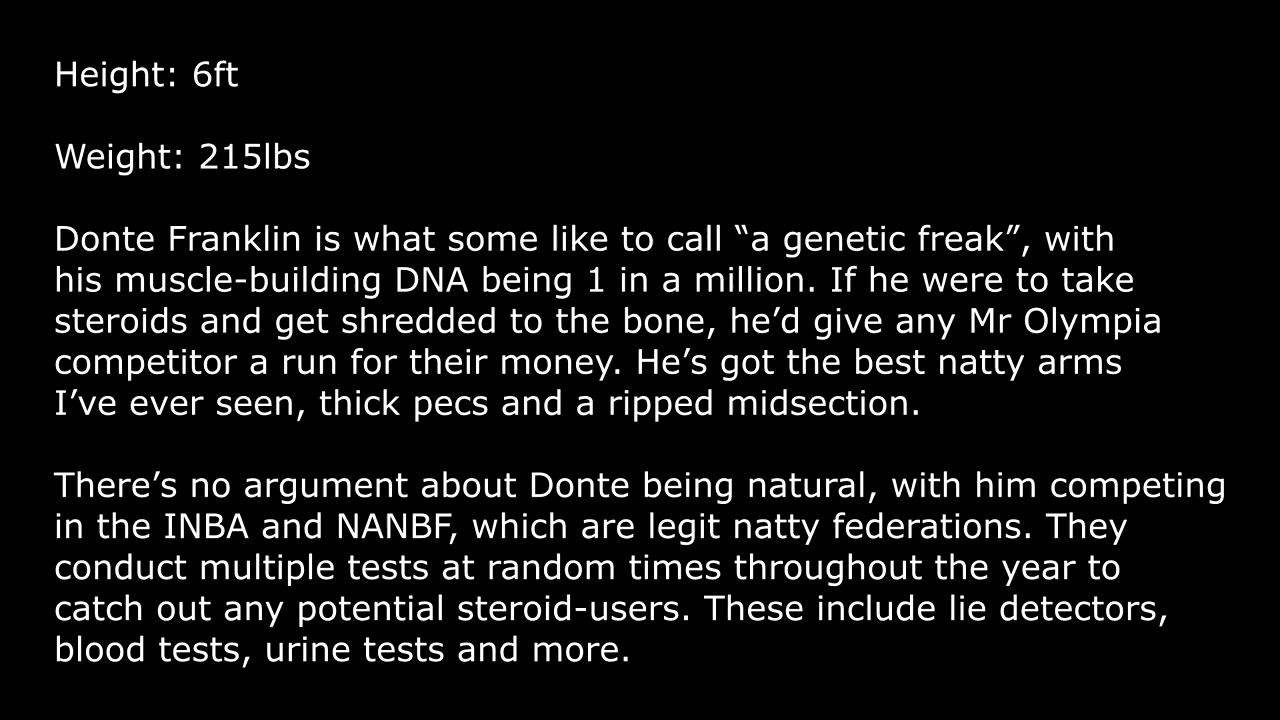 Height: 6ft
Weight: 215lbs
Donte Franklin is what some like to call “a genetic freak”, with
his muscle-building DNA being 1 in a million. If he were to take
steroids and get shredded to the bone, he’d give any Mr Olympia
competitor a run for their money. He’s got the best natty arms
I’ve ever seen, thick pecs and a ripped midsection.
There’s no argument about Donte being natural, with him competing
in the INBA and NANBF, which are legit natty federations. They
conduct multiple tests at random times throughout the year to
catch out any potential steroid-users. These include lie detectors,
blood tests, urine tests and more.